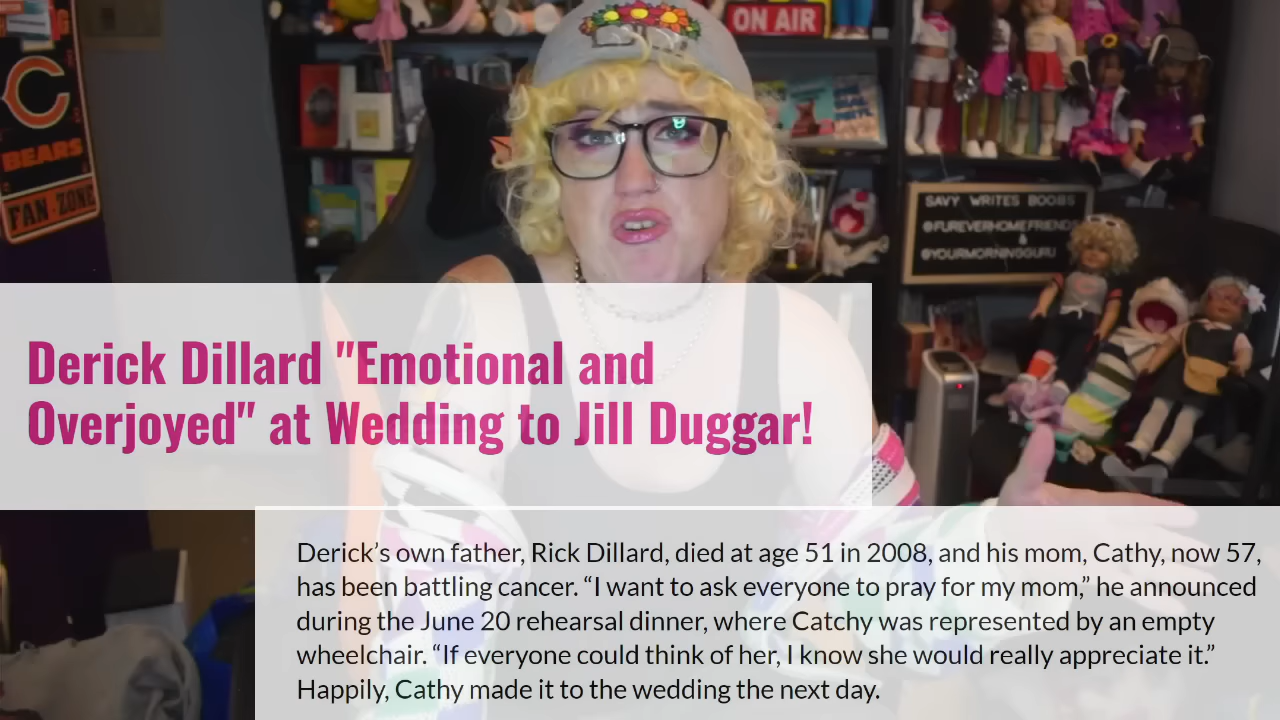 ON AIR
BEARS
FAN ZONE
SAVY WRITES BOOBS
@FUREVERHOMEFRIEND
&
@YOURMORNINGGURU
Derick Dillard "Emotional and
Overjoyed" at Wedding to Jill Duggar!
Derick’s own father, Rick Dillard, died at age 51 in 2008, and his mom, Cathy, now 57,
has been battling cancer. “I want to ask everyone to pray for my mom,” he announced
during the June 20 rehearsal dinner, where Catchy was represented by an empty
wheelchair. “If everyone could think of her, I know she would really appreciate it.”
Happily, Cathy made it to the wedding the next day.